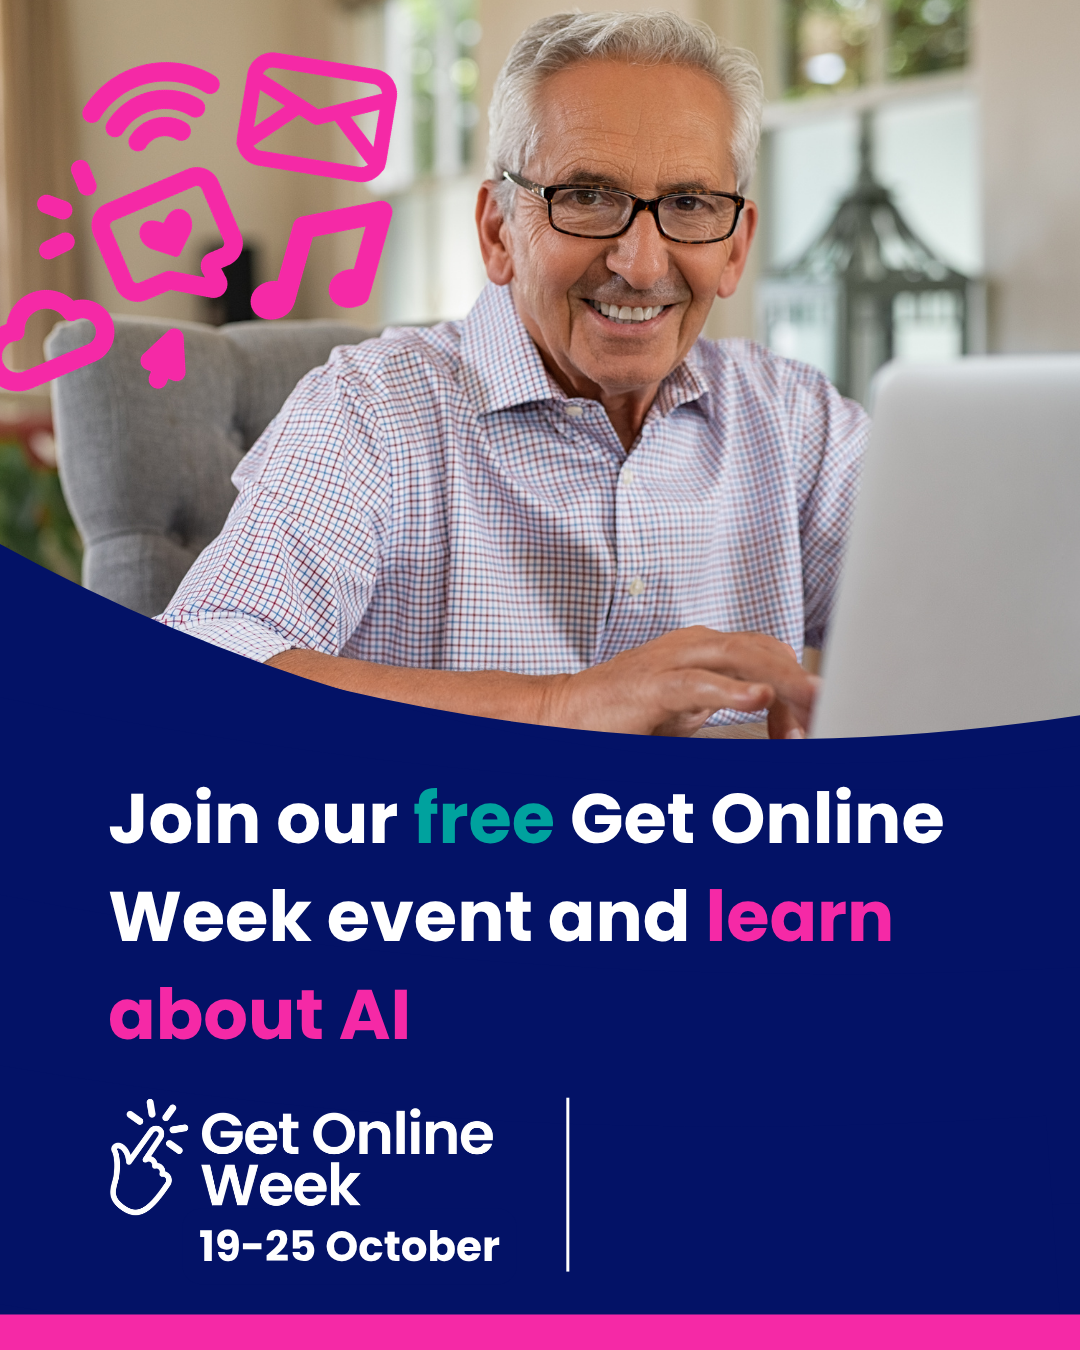 Join our free Get Online
Week event and learn
about AI
Get Online
Week
19-25 October